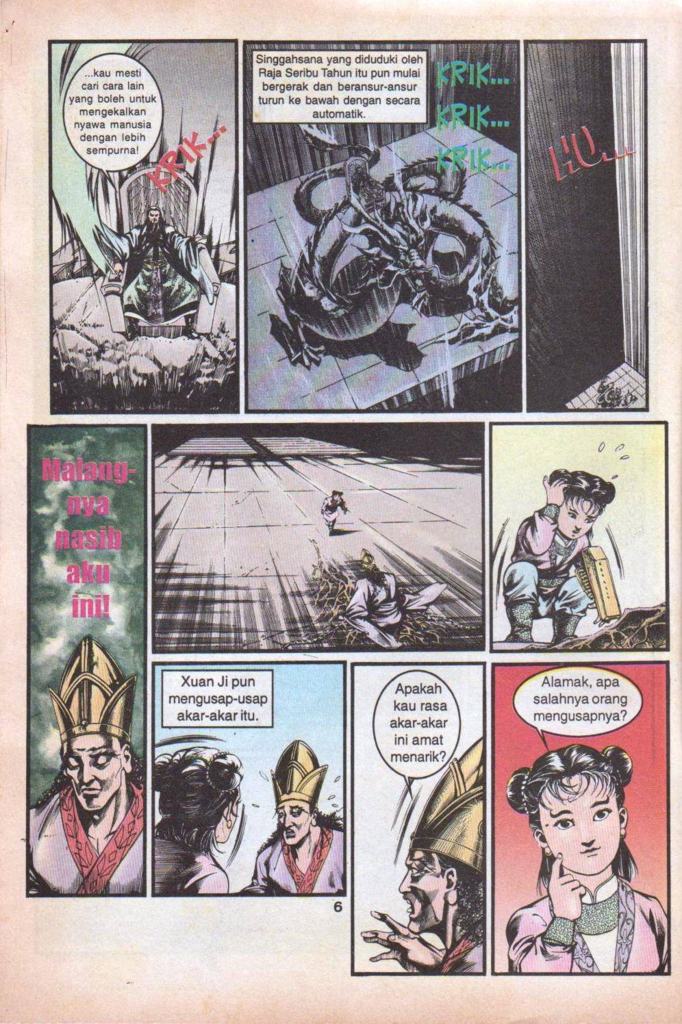 ...kau mesti
cari cara lain
yang boleh untuk
mengekalkan
nyawa manusia
dengan lebih
sempurna!
KRIK...
Singgahsana yang diduduki oleh
Raja Seribu Tahun itu pun mulai
bergerak dan beransur-ansur
turun ke bawah dengan secara
automatik.
KRIK...
KRIK...
KRIK...
HU...
Malang-
nya
nasib
aku
ini!
Xuan Ji pun
mengusap-usap
akar-akar itu.
Apakah
kau rasa
akar-akar
ini amat
menarik?
Alamak, apa
salahnya orang
mengusapnya?
6